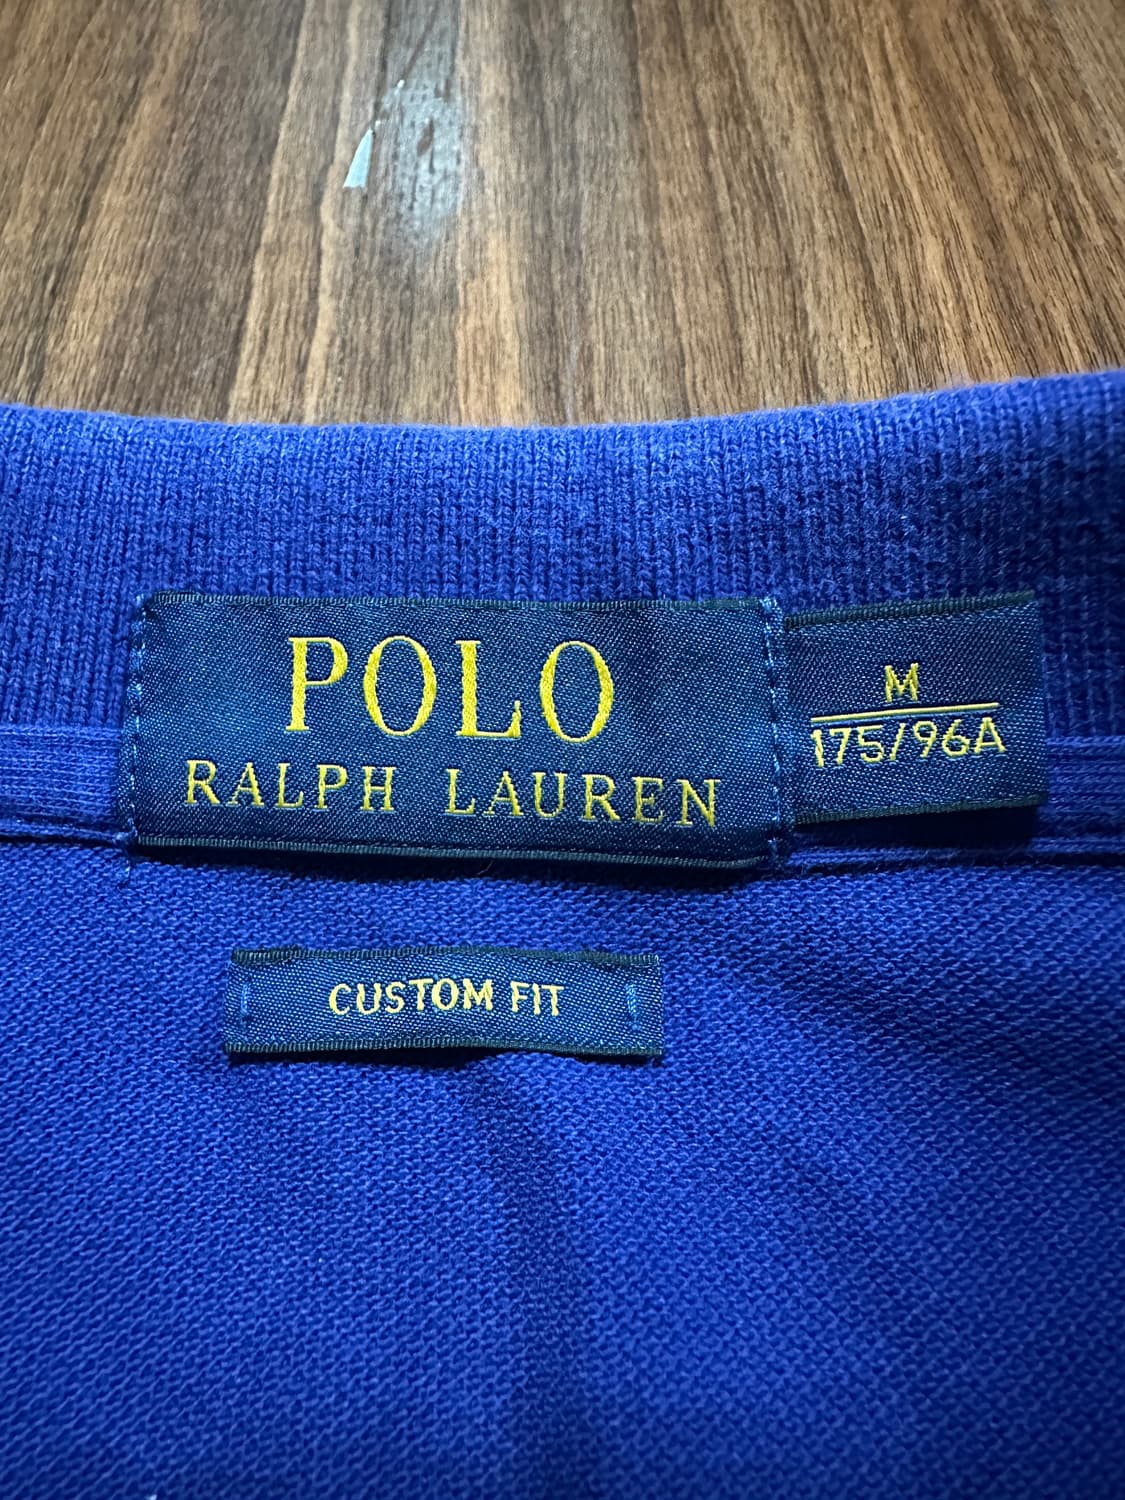 POLO
RALPH LAUREN
M
175/96A
CUSTOM FIT